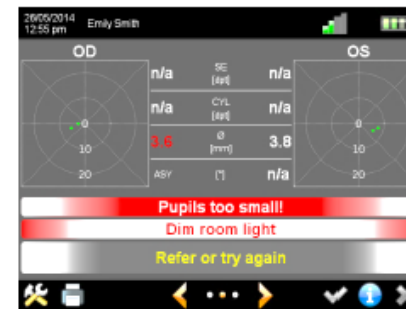 26/05/2014
12:55 pm
Emily Smith
OD
OS
n/a SE [dpt] n/a
n/a CYL [dpt] n/a
3.6 Ø [mm] 3.8
ASY [°] n/a
0
10
20
0
10
20
Pupils too small!
Dim room light
Refer or try again